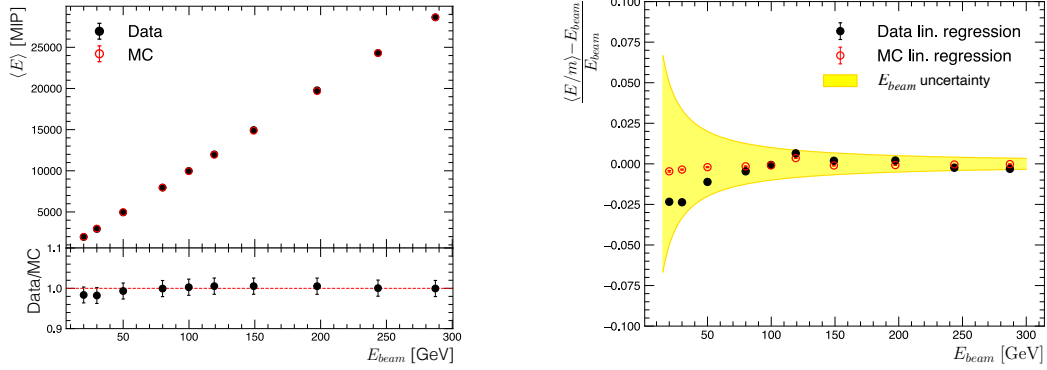 ⟨E⟩ [MIP]
Data
MC
25000
20000
15000
10000
5000
1.1
Data/MC
1.0
0.9
0 50 100 150 200 250 300
E_beam [GeV]
⟨E/m⟩−E_beam
E_beam
0.100
Data lin. regression
MC lin. regression
E_beam uncertainty
0.075
0.050
0.025
0.000
−0.025
−0.050
−0.075
−0.100
0 50 100 150 200 250 300
E_beam [GeV]